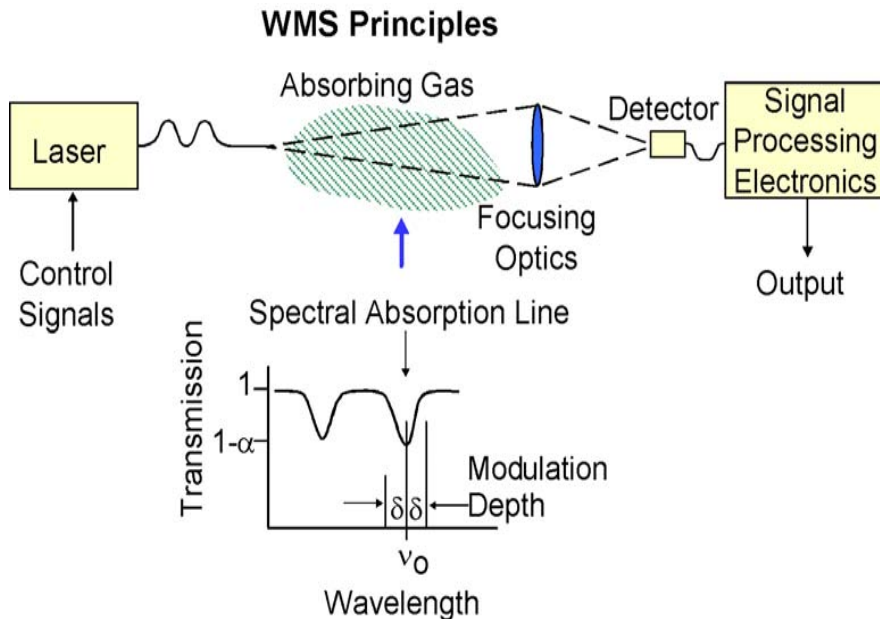 WMS Principles
Absorbing Gas
Laser
Detector
Signal
Processing
Electronics
Focusing
Optics
Control
Signals
Output
Spectral Absorption Line
Transmission
1
1-α
δ δ
Modulation
Depth
νo
Wavelength